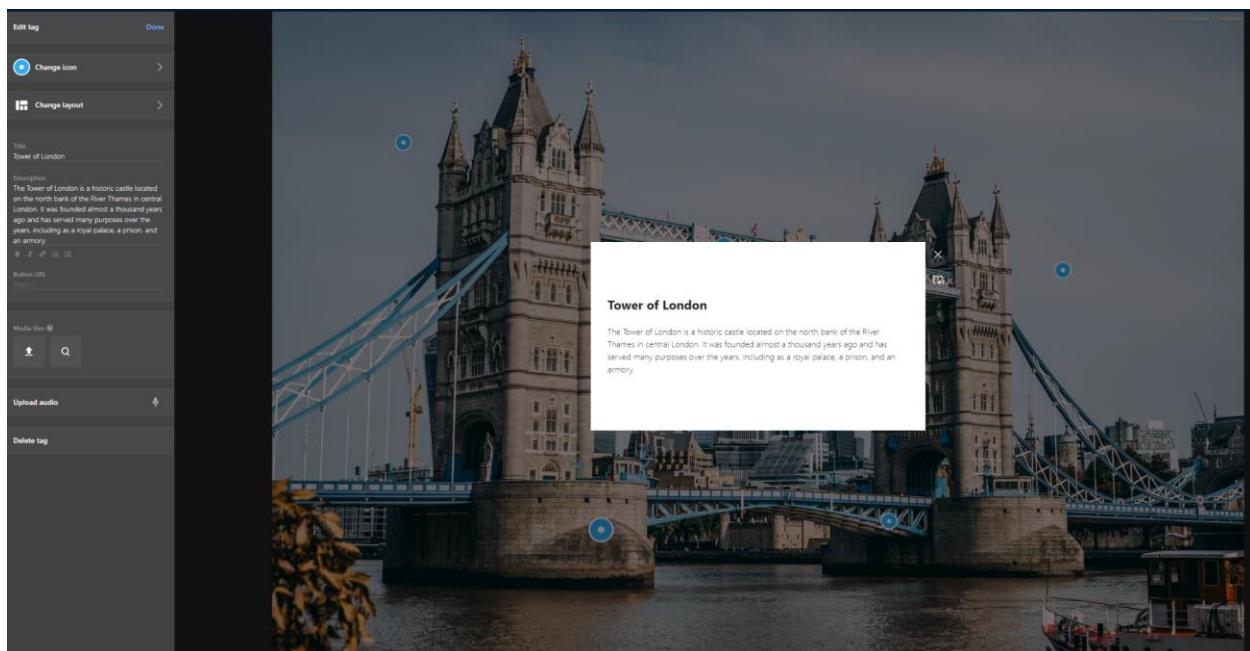 Edit tag
Done
Change icon
Change layout
Title
Tower of London
Description
The Tower of London is a historic castle located
on the north bank of the River Thames in central
London. It was founded almost a thousand years
ago and has served many purposes over the
years, including as a royal palace, a prison, and
an armory.
B I
Button URL
https://
Media files
Upload audio
Delete tag
Tower of London
The Tower of London is a historic castle located on the north bank of the River
Thames in central London. It was founded almost a thousand years ago and has
served many purposes over the years, including as a royal palace, a prison, and an
armory.